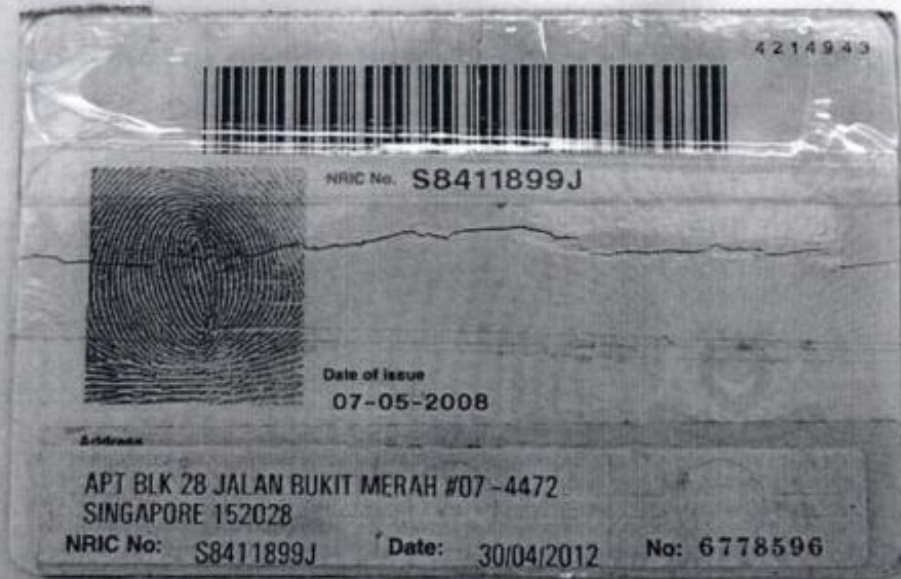 4214943
NRIC No. S8411899J
Date of issue
07-05-2008
Address
APT BLK 28 JALAN BUKIT MERAH #07-4472
SINGAPORE 152028
NRIC No: S8411899J Date: 30/04/2012 No: 6778596